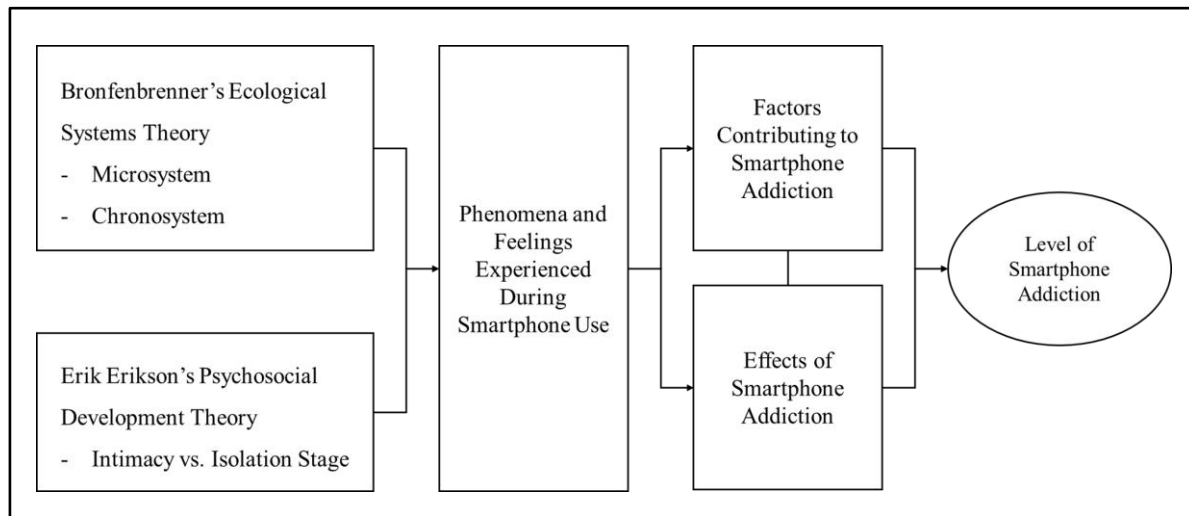 Bronfenbrenner’s Ecological
Systems Theory
- Microsystem
- Chronosystem
Erik Erikson’s Psychosocial
Development Theory
- Intimacy vs. Isolation Stage
Phenomena and
Feelings
Experienced
During
Smartphone Use
Factors
Contributing to
Smartphone
Addiction
Effects of
Smartphone
Addiction
Level of
Smartphone
Addiction